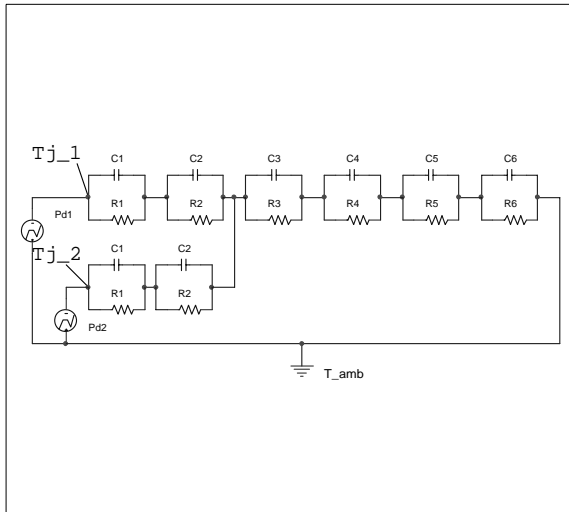 Tj_1
C1 C2 C3 C4 C5 C6
R1 R2 R3 R4 R5 R6
Pd1
Tj_2
C1 C2
R1 R2
Pd2
T_amb